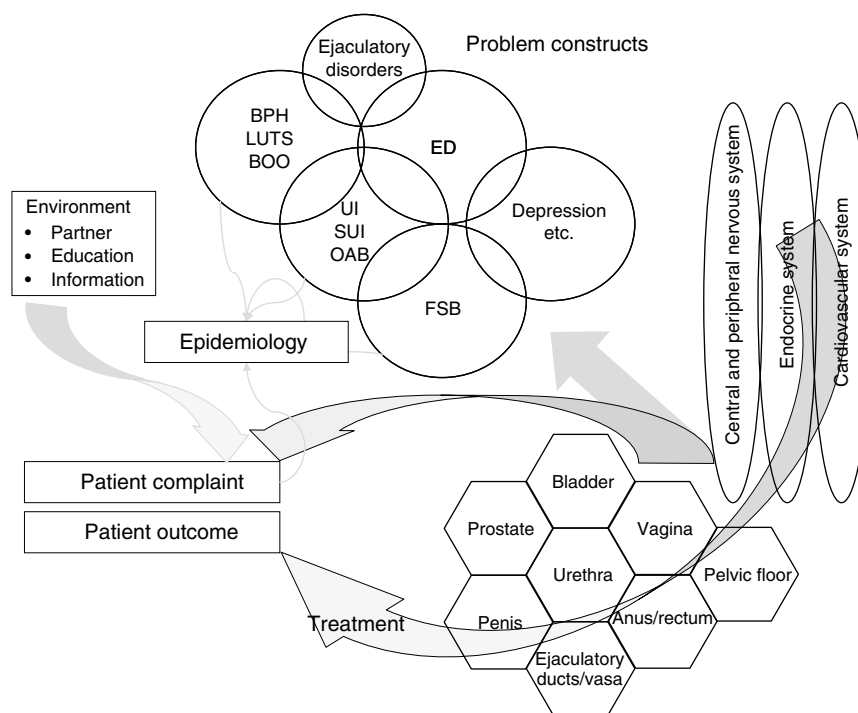 Ejaculatory
disorders
Problem constructs
BPH
LUTS
BOO
ED
UI
SUI
OAB
Depression
etc.
FSB
Environment
• Partner
• Education
• Information
Epidemiology
Central and peripheral nervous system
Endocrine system
Cardiovascular system
Patient complaint
Patient outcome
Treatment
Bladder
Prostate
Vagina
Urethra
Pelvic floor
Penis
Anus/rectum
Ejaculatory
ducts/vasa